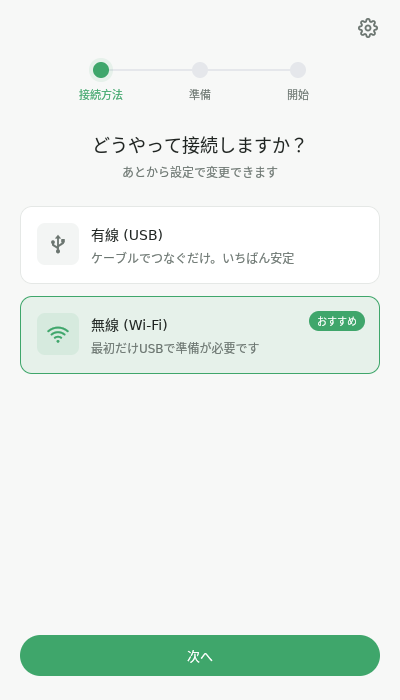 接続方法
準備
開始
どうやって接続しますか？
あとから設定で変更できます
有線 (USB)
ケーブルでつなぐだけ。いちばん安定
無線 (Wi-Fi)
おすすめ
最初だけUSBで準備が必要です
次へ